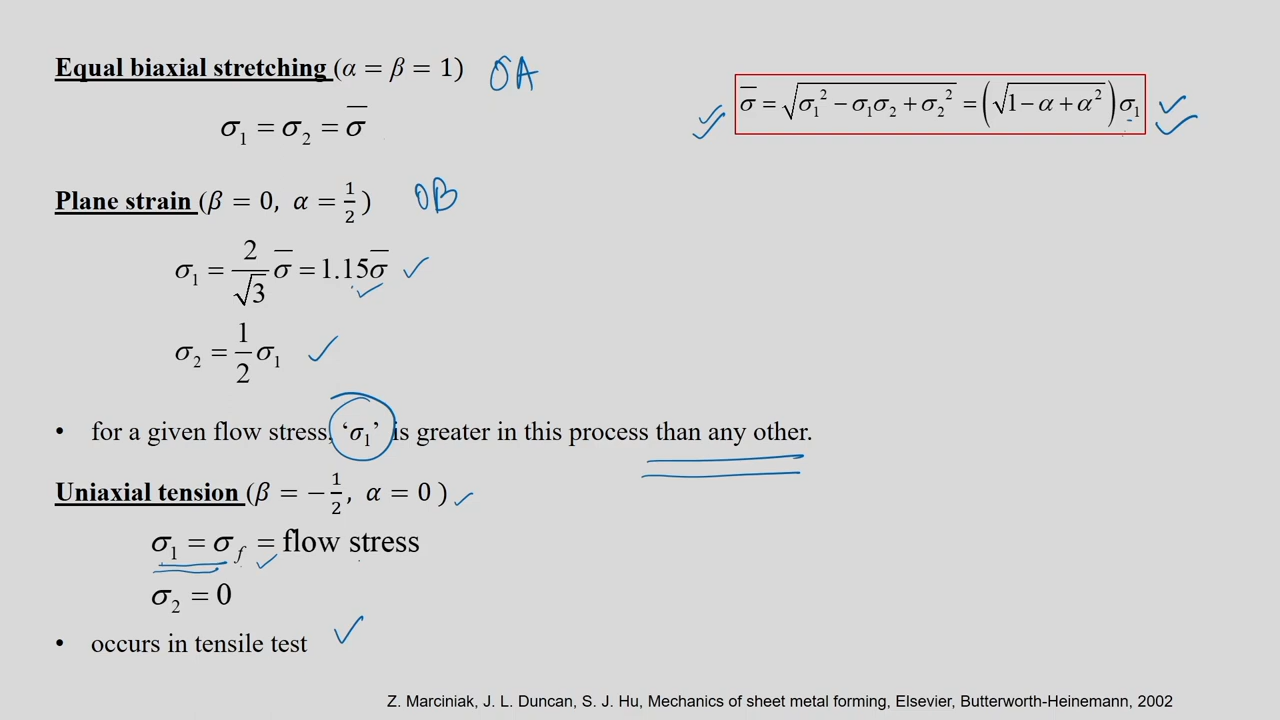 Equal biaxial stretching (α = β = 1) OA
σ̅ = √(σ₁² − σ₁σ₂ + σ₂²) = (√(1 − α + α²)) σ₁
σ₁ = σ₂ = σ̅
Plane strain (β = 0, α = 1/2) OB
σ₁ = 2/√3 σ̅ = 1.15σ̅
σ₂ = 1/2 σ₁
• for a given flow stress, ‘σ₁’ is greater in this process than any other.
Uniaxial tension (β = −1/2, α = 0 )
σ₁ = σ_f = flow stress
σ₂ = 0
• occurs in tensile test
Z. Marciniak, J. L. Duncan, S. J. Hu, Mechanics of sheet metal forming, Elsevier, Butterworth-Heinemann, 2002